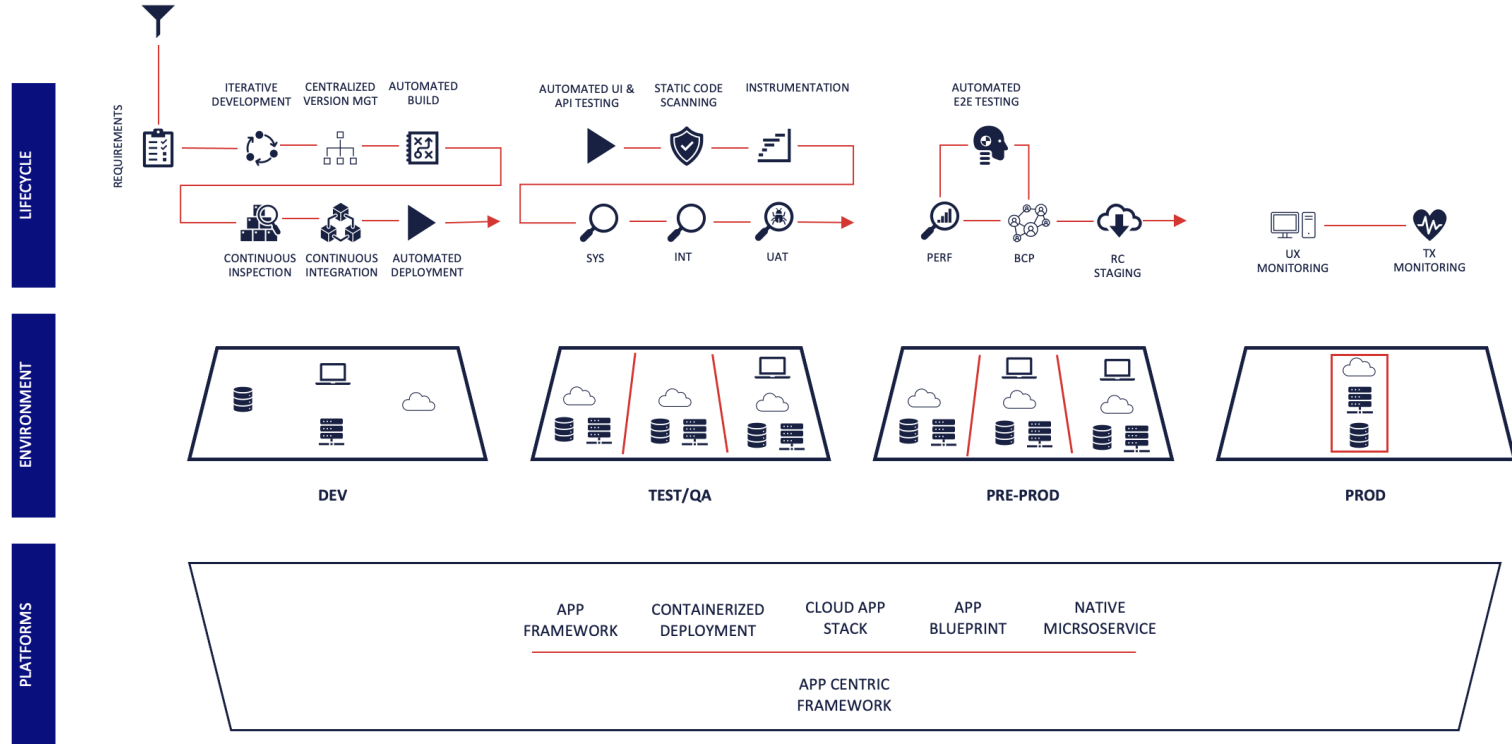 LIFECYCLE
REQUIREMENTS
ITERATIVE
DEVELOPMENT
CENTRALIZED
VERSION MGT
AUTOMATED
BUILD
AUTOMATED UI &
API TESTING
STATIC CODE
SCANNING
INSTRUMENTATION
AUTOMATED
E2E TESTING
CONTINUOUS
INSPECTION
CONTINUOUS
INTEGRATION
AUTOMATED
DEPLOYMENT
SYS
INT
UAT
PERF
BCP
RC
STAGING
UX
MONITORING
TX
MONITORING
ENVIRONMENT
DEV
TEST/QA
PRE-PROD
PROD
PLATFORMS
APP
FRAMEWORK
CONTAINERIZED
DEPLOYMENT
CLOUD APP
STACK
APP
BLUEPRINT
NATIVE
MICRSOSERVICE
APP CENTRIC
FRAMEWORK